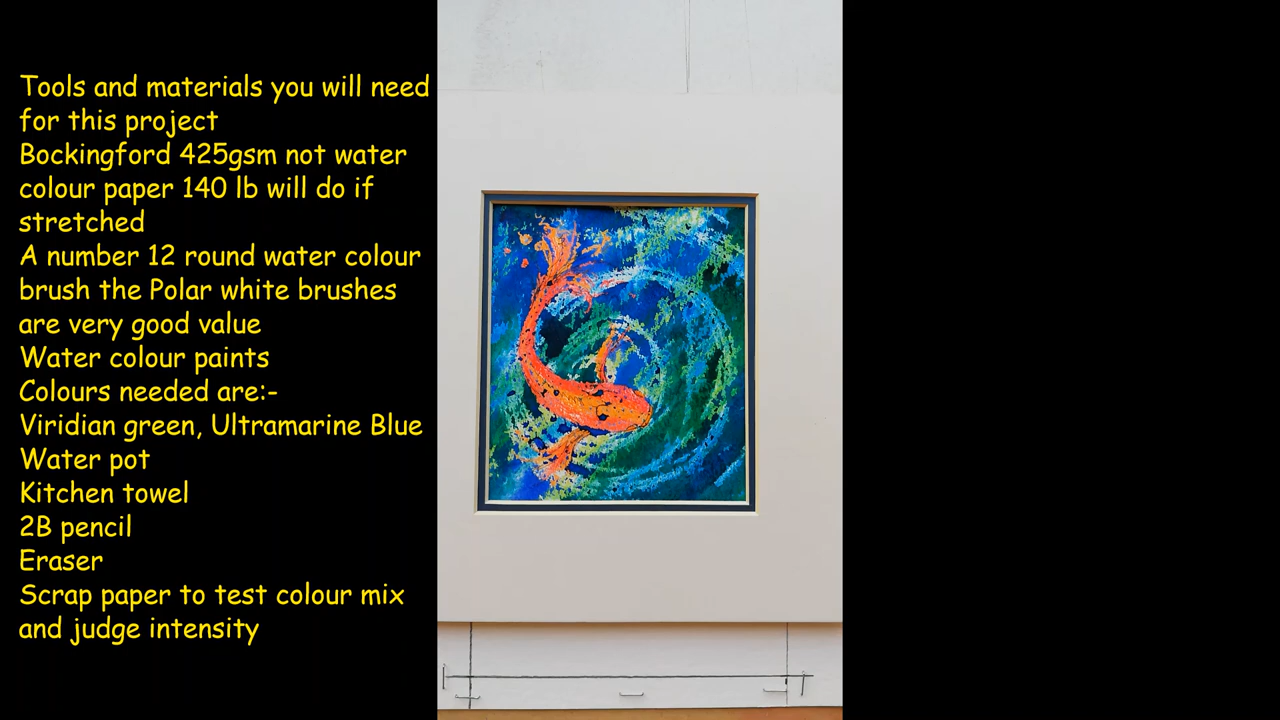 Tools and materials you will need
for this project
Bockingford 425gsm not water
colour paper 140 lb will do if
stretched
A number 12 round water colour
brush the Polar white brushes
are very good value
Water colour paints
Colours needed are:-
Viridian green, Ultramarine Blue
Water pot
Kitchen towel
2B pencil
Eraser
Scrap paper to test colour mix
and judge intensity